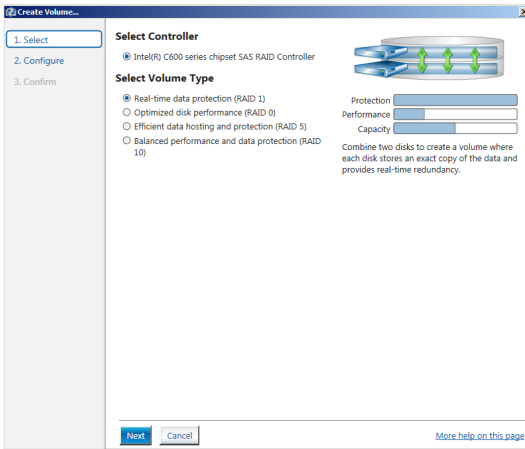 Create Volume...
1. Select
2. Configure
3. Confirm
Select Controller
Intel(R) C600 series chipset SAS RAID Controller
Select Volume Type
Real-time data protection (RAID 1)
Optimized disk performance (RAID 0)
Efficient data hosting and protection (RAID 5)
Balanced performance and data protection (RAID
10)
Protection
Performance
Capacity
Combine two disks to create a volume where
each disk stores an exact copy of the data and
provides real-time redundancy.
Next
Cancel
More help on this page